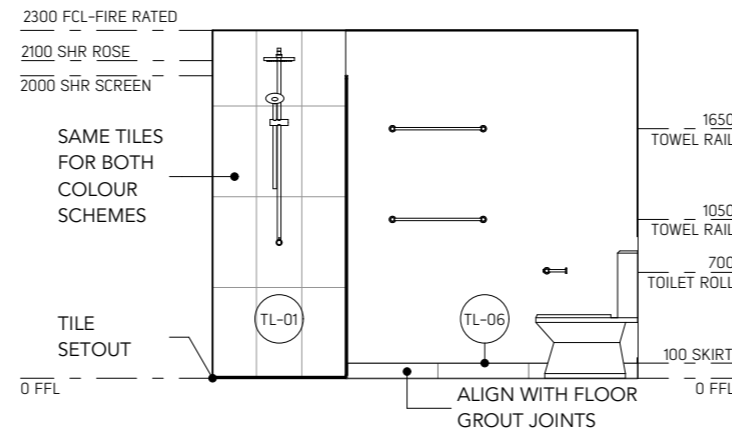 2300 FCL-FIRE RATED
2100 SHR ROSE
2000 SHR SCREEN
SAME TILES
FOR BOTH
COLOUR
SCHEMES
TILE
SETOUT
0 FFL
TL-01
TL-06
ALIGN WITH FLOOR
GROUT JOINTS
1650
TOWEL RAIL
1050
TOWEL RAIL
700
TOILET ROLL
100 SKIRT
0 FFL